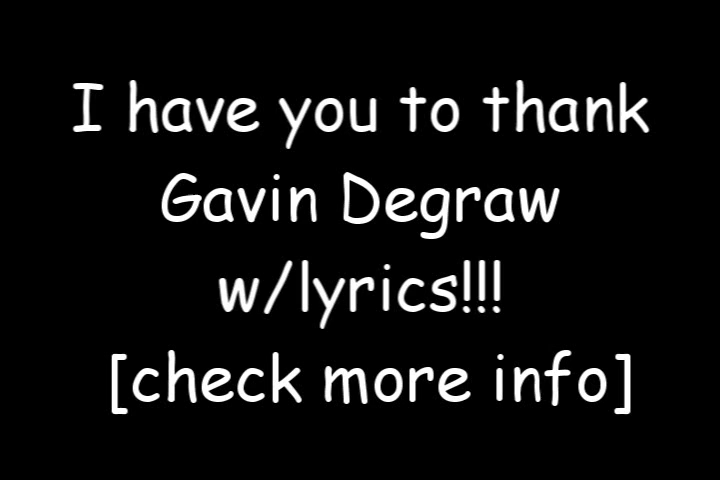 I have you to thank
Gavin Degraw
w/lyrics!!!
[check more info]